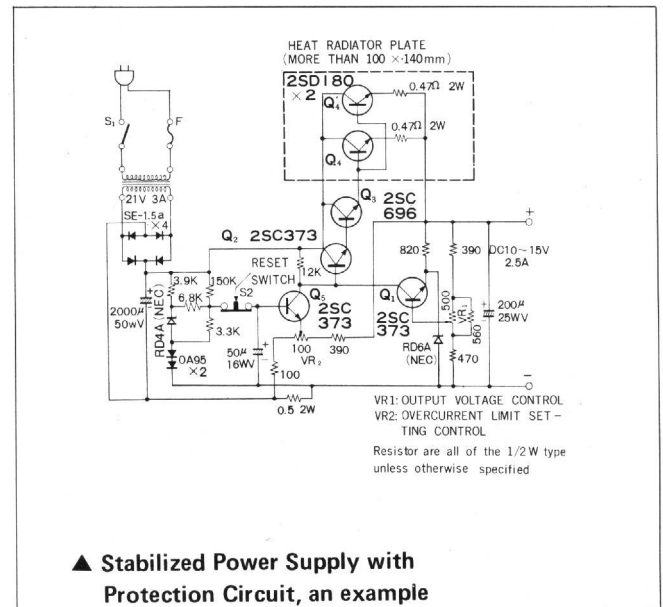 HEAT RADIATOR PLATE
(MORE THAN 100 × 140mm)
2SD180
×2
Q'4
0.47Ω 2W
0.47Ω 2W
Q4
S1
F
21V 3A
SE-1.5a
×4
Q3
2SC
696
Q2
2SC373
RESET
SWITCH
S2
12K
3.9K
6.8K
150K
3.3K
RD4A (NEC)
2000μ
50wV
OA95
×2
50μ
16WV
Q5
2SC
373
100
VR2
390
100
0.5 2W
Q1
2SC
373
820
390
500
VR1
560
470
RD6A
(NEC)
+
DC10~15V
2.5A
200μ
25WV
−
VR1: OUTPUT VOLTAGE CONTROL
VR2: OVERCURRENT LIMIT SET-
TING CONTROL
Resistor are all of the 1/2 W type
unless otherwise specified
▲ Stabilized Power Supply with
Protection Circuit, an example